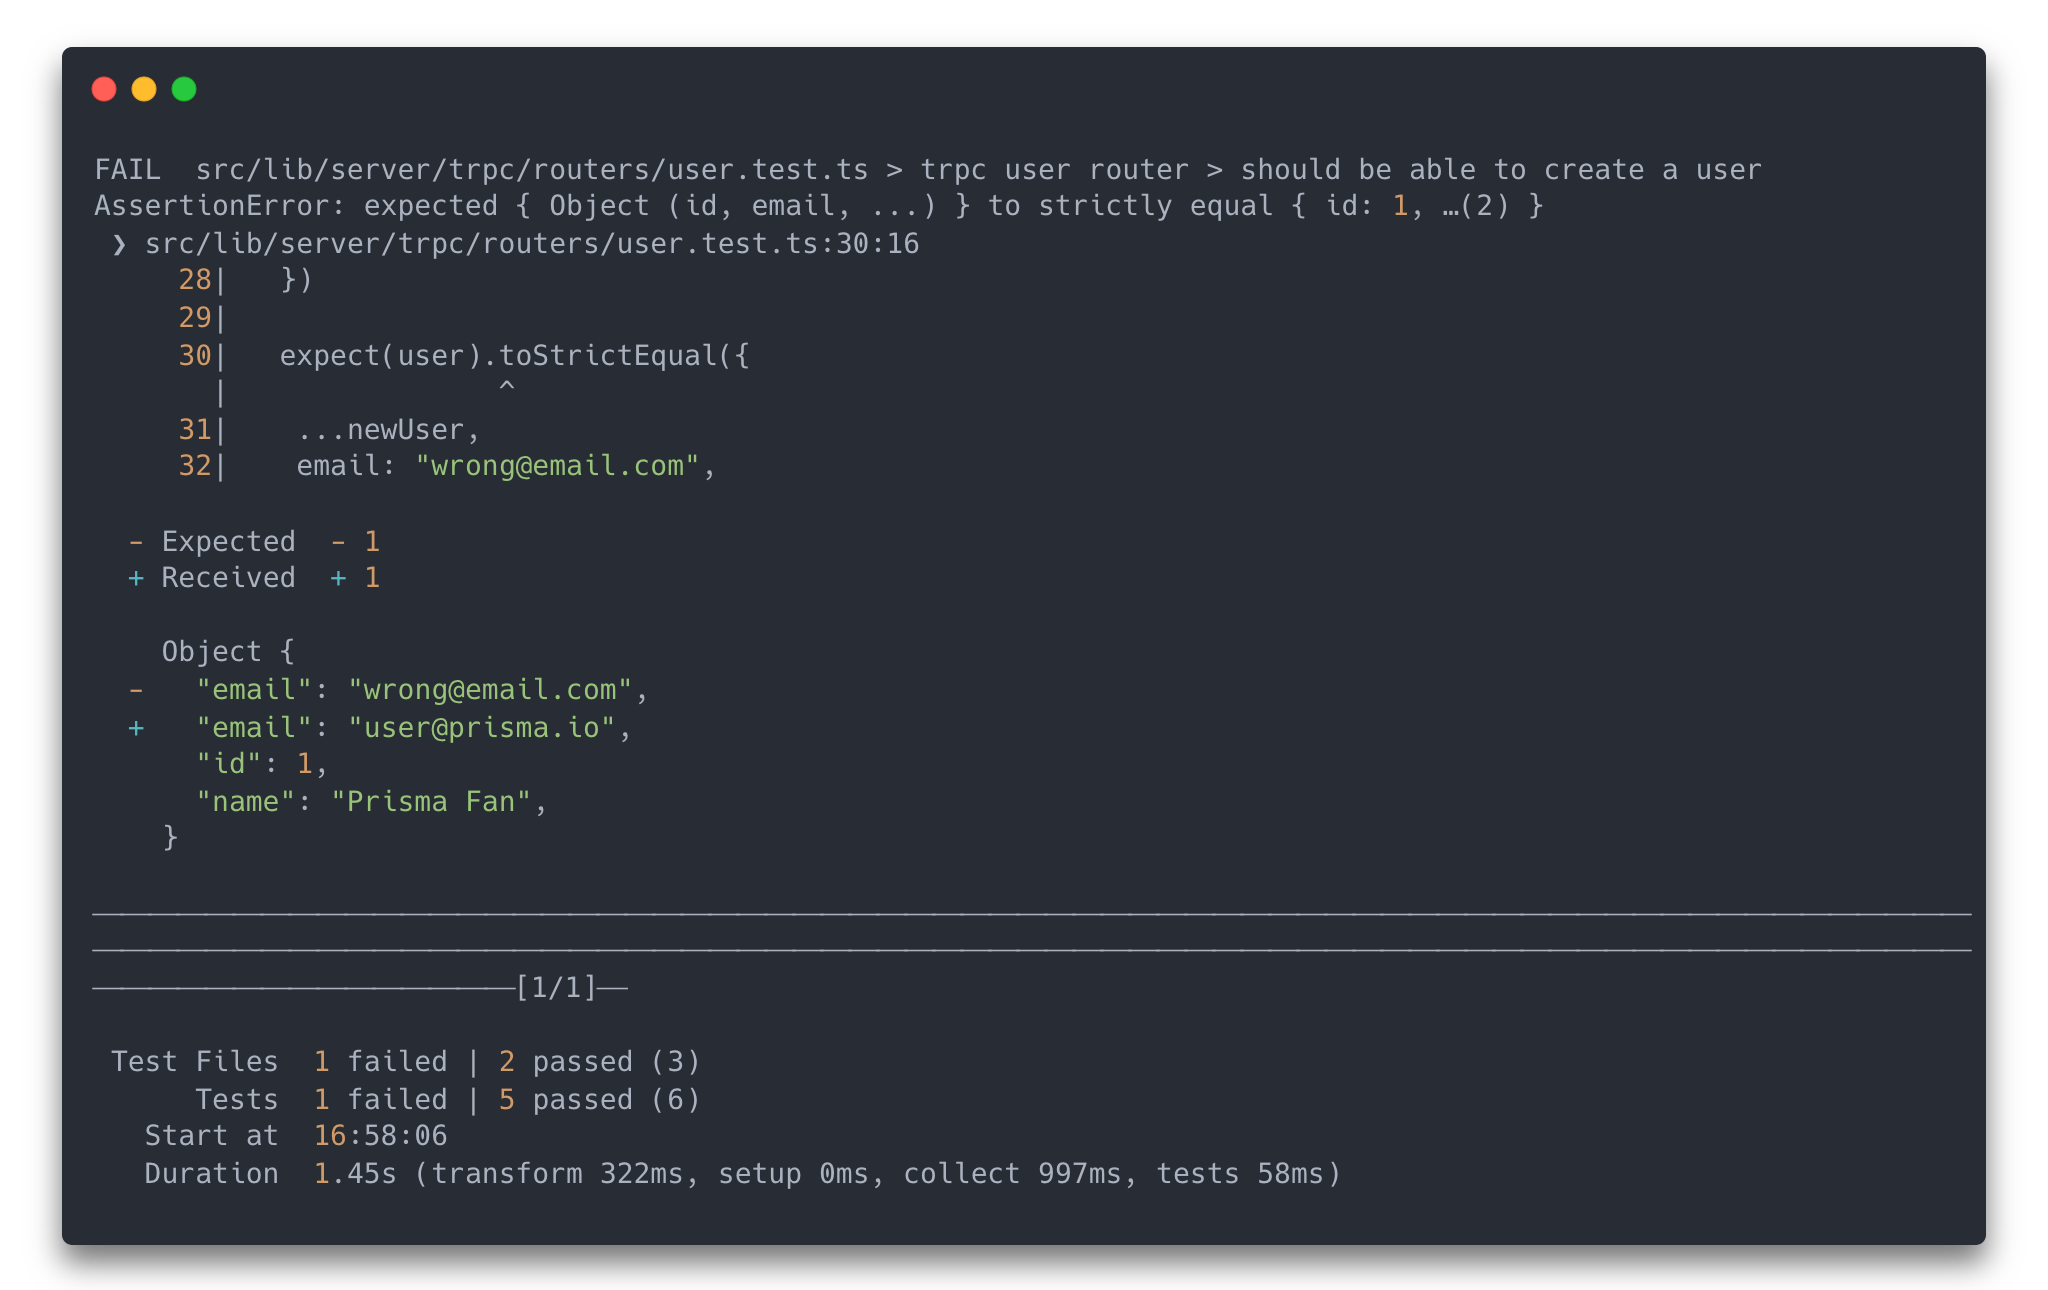 FAIL  src/lib/server/trpc/routers/user.test.ts > trpc user router > should be able to create a user
AssertionError: expected { Object (id, email, ...) } to strictly equal { id: 1, …(2) }
 ❯ src/lib/server/trpc/routers/user.test.ts:30:16
     28|   })
     29|
     30|   expect(user).toStrictEqual({
       |                ^
     31|    ...newUser,
     32|    email: "wrong@email.com",
  - Expected  - 1
  + Received  + 1
    Object {
  -   "email": "wrong@email.com",
  +   "email": "user@prisma.io",
      "id": 1,
      "name": "Prisma Fan",
    }
⎯⎯⎯⎯⎯⎯⎯⎯⎯⎯⎯⎯⎯⎯⎯⎯⎯⎯⎯⎯⎯⎯⎯⎯⎯⎯⎯⎯⎯⎯⎯⎯⎯⎯⎯⎯⎯⎯⎯⎯⎯⎯⎯⎯⎯⎯⎯⎯⎯⎯⎯⎯⎯⎯⎯⎯⎯⎯⎯⎯⎯⎯⎯⎯⎯⎯⎯
⎯⎯⎯⎯⎯⎯⎯⎯⎯⎯⎯⎯⎯⎯⎯⎯⎯⎯⎯⎯⎯⎯⎯⎯⎯⎯⎯⎯⎯⎯⎯⎯⎯⎯⎯⎯⎯⎯⎯⎯⎯⎯⎯⎯⎯⎯⎯⎯⎯⎯⎯⎯⎯⎯⎯⎯⎯⎯⎯⎯⎯⎯⎯⎯⎯⎯⎯
⎯⎯⎯⎯⎯⎯⎯⎯⎯⎯⎯⎯⎯⎯⎯[1/1]⎯
 Test Files  1 failed | 2 passed (3)
      Tests  1 failed | 5 passed (6)
   Start at  16:58:06
   Duration  1.45s (transform 322ms, setup 0ms, collect 997ms, tests 58ms)